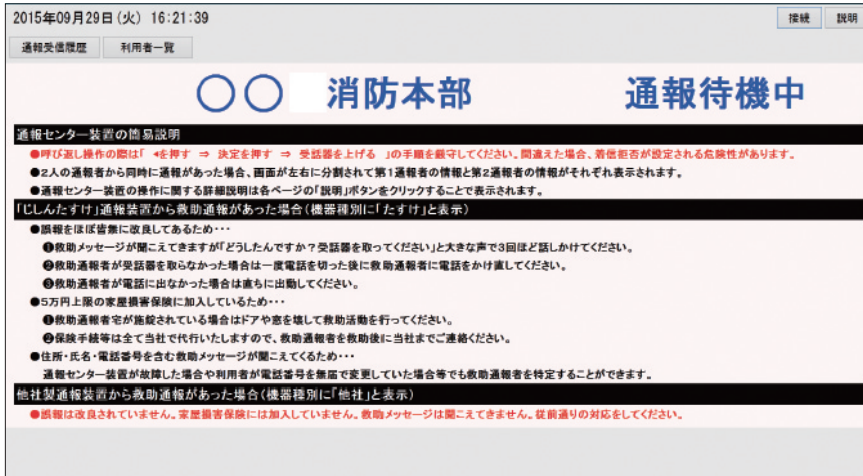 2015年09月29日(火) 16:21:39
接続 説明
通報受信履歴 利用者一覧
○○ 消防本部 通報待機中
通報センター装置の簡易説明
●呼び返し操作の際は「 ◀を押す ⇒ 決定を押す ⇒ 受話器を上げる 」の手順を厳守してください。間違えた場合、着信拒否が設定される危険性があります。
●2人の通報者から同時に通報があった場合、画面が左右に分割されて第1通報者の情報と第2通報者の情報がそれぞれ表示されます。
●通報センター装置の操作に関する詳細説明は各ページの「説明」ボタンをクリックすることで表示されます。
「じしんたすけ」通報装置から救助通報があった場合(機器種別に「たすけ」と表示)
●誤報をほぼ皆無に改良してあるため・・・
❶救助メッセージが聞こえてきますが「どうしたんですか?受話器を取ってください」と大きな声で3回ほど話しかけてください。
❷救助通報者が受話器を取らなかった場合は一度電話を切った後に救助通報者に電話をかけ直してください。
❸救助通報者が電話に出なかった場合は直ちに出動してください。
●5万円上限の家屋損害保険に加入しているため・・・
❶救助通報者宅が施錠されている場合はドアや窓を壊して救助活動を行ってください。
❷保険手続等は全て当社で代行いたしますので、救助通報者を救助後に当社までご連絡ください。
●住所・氏名・電話番号を含む救助メッセージが聞こえてくるため・・・
通報センター装置が故障した場合や利用者が電話番号を無届で変更していた場合等でも救助通報者を特定することができます。
他社製通報装置から救助通報があった場合(機器種別に「他社」と表示)
●誤報は改良されていません。家屋損害保険には加入していません。救助メッセージは聞こえてきません。従前通りの対応をしてください。